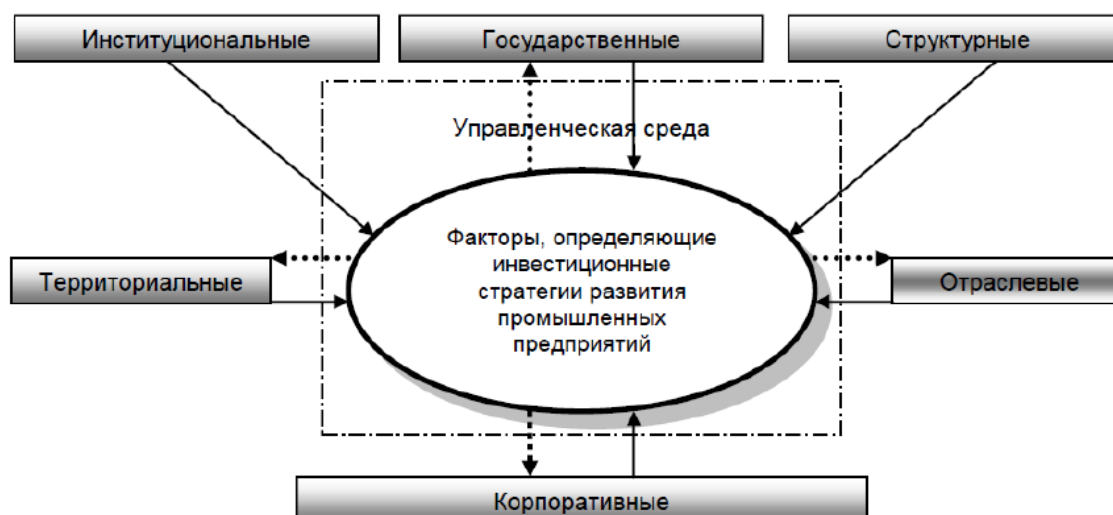 Институциональные
Государственные
Структурные
Управленческая среда
Факторы, определяющие
инвестиционные
стратегии развития
промышленных
предприятий
Территориальные
Отраслевые
Корпоративные